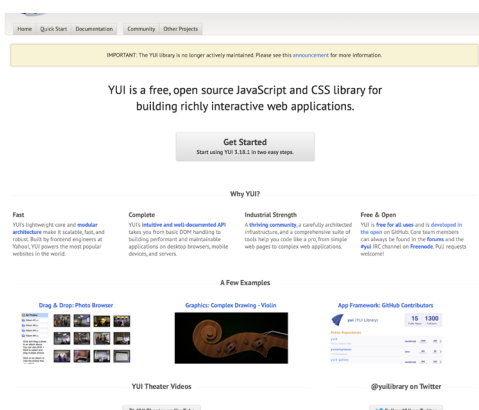 Home Quick Start Documentation Community Other Projects
IMPORTANT: The YUI library is no longer actively maintained. Please see this announcement for more information.
YUI is a free, open source JavaScript and CSS library for
building richly interactive web applications.
Get Started
Start using YUI 3.18.1 in two easy steps.
Why YUI?
Fast
YUI's lightweight core and modular
architecture make it scalable, fast, and
robust. Built by frontend engineers at
Yahoo!, YUI powers the most popular
websites in the world.
Complete
YUI's intuitive and well-documented API
takes you from basic DOM handling to
building performant and maintainable
applications on desktop browsers, mobile
devices, and servers.
Industrial Strength
A thriving community, a carefully architected
infrastructure, and a comprehensive suite of
tools help you code like a pro, from simple
web pages to complex web applications.
Free & Open
YUI is free for all uses and is developed in
the open on GitHub. Core team members
can always be found in the forums and the
#yui IRC channel on Freenode. Pull requests
welcome!
A Few Examples
Drag & Drop: Photo Browser
Graphics: Complex Drawing - Violin
App Framework: GitHub Contributors
yui (YUI Library)
15 1300
YUI Theater Videos
@yuilibrary on Twitter